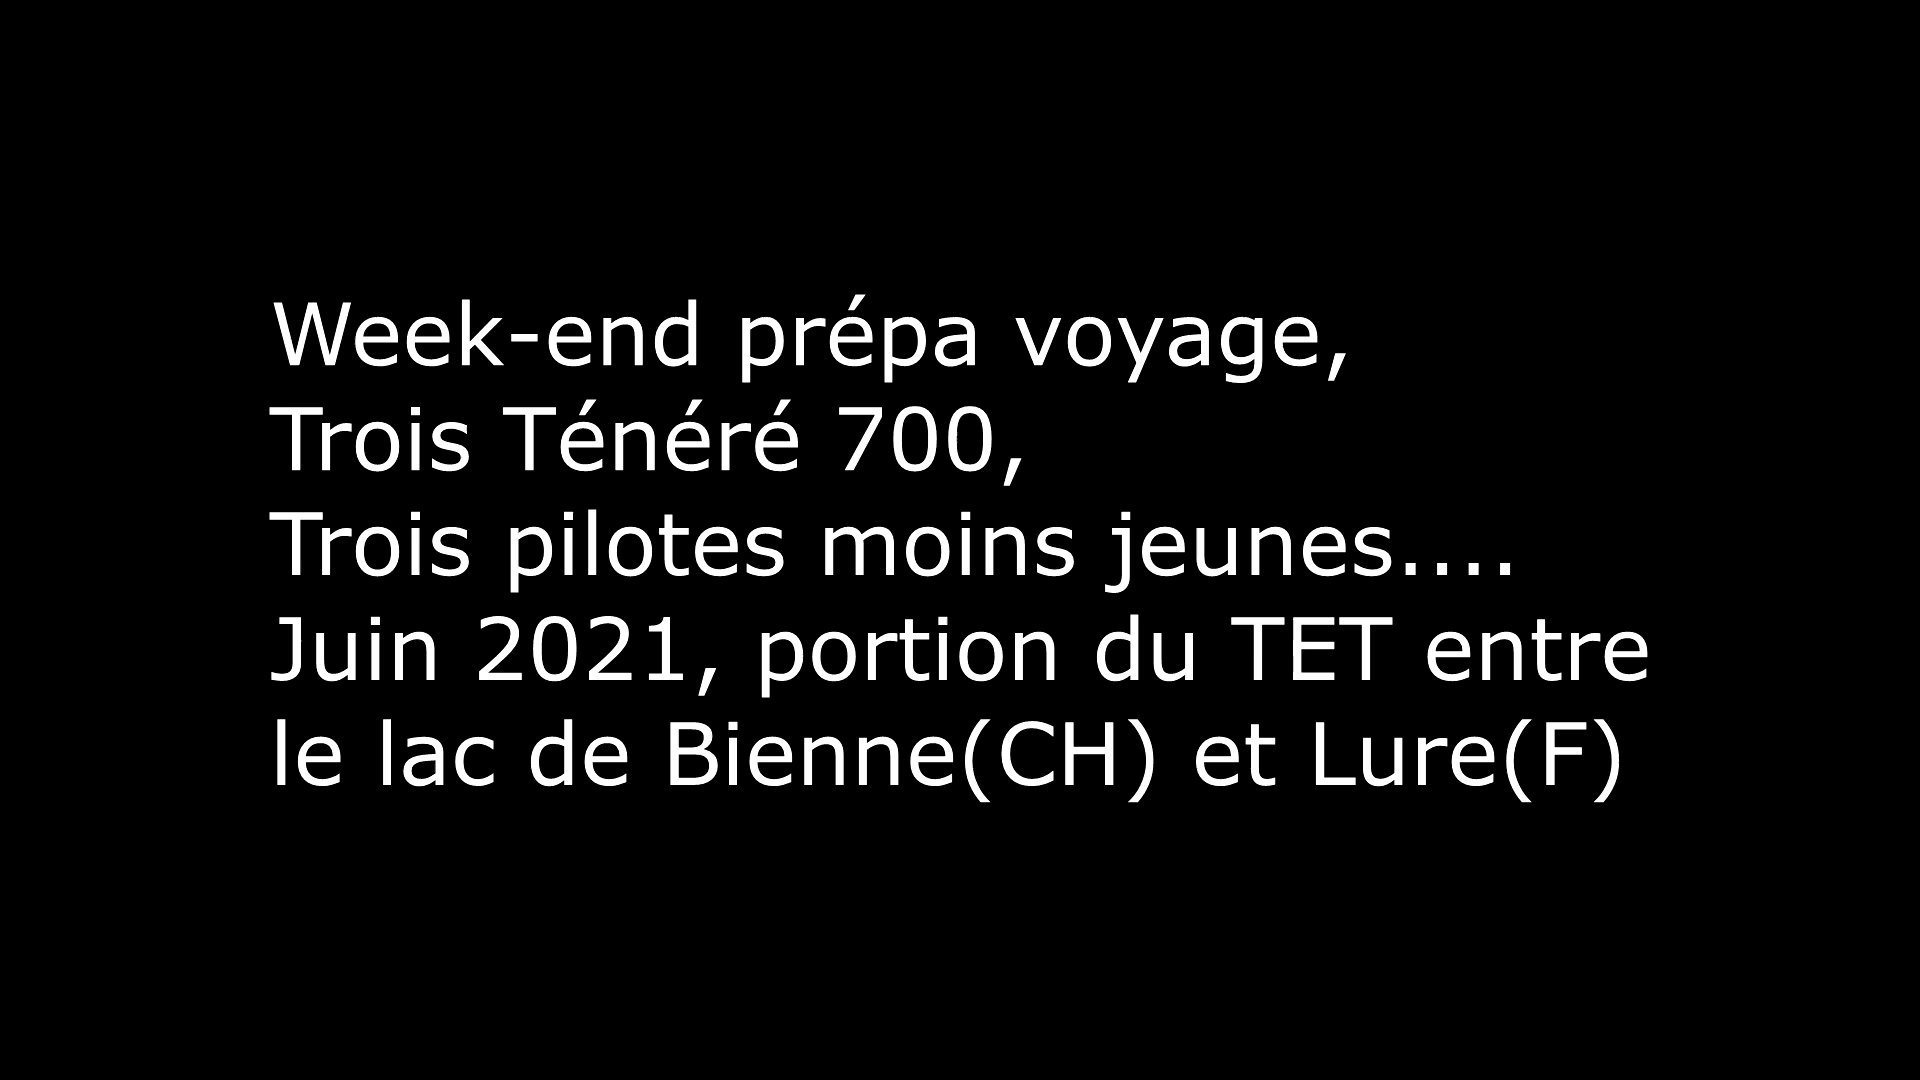 Week-end prépa voyage,
Trois Ténéré 700,
Trois pilotes moins jeunes....
Juin 2021, portion du TET entre
le lac de Bienne(CH) et Lure(F)